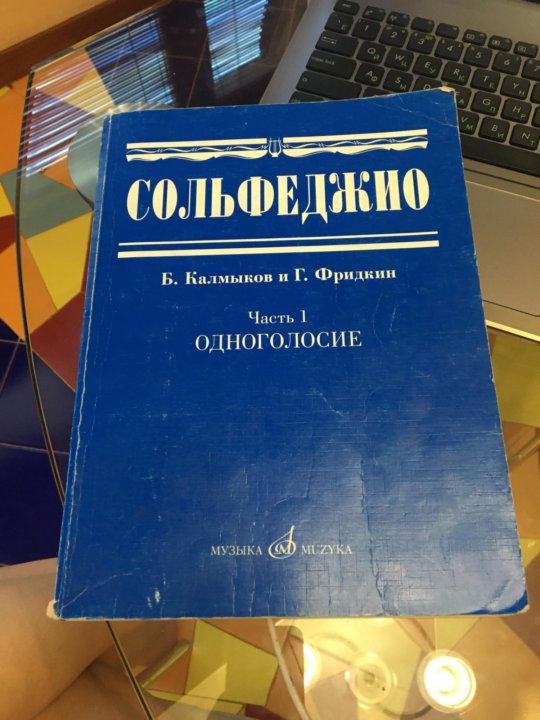 СОЛЬФЕДЖИО
Б. Калмыков и Г. Фридкин
Часть 1
ОДНОГОЛОСИЕ
МУЗЫКА MUZYKA